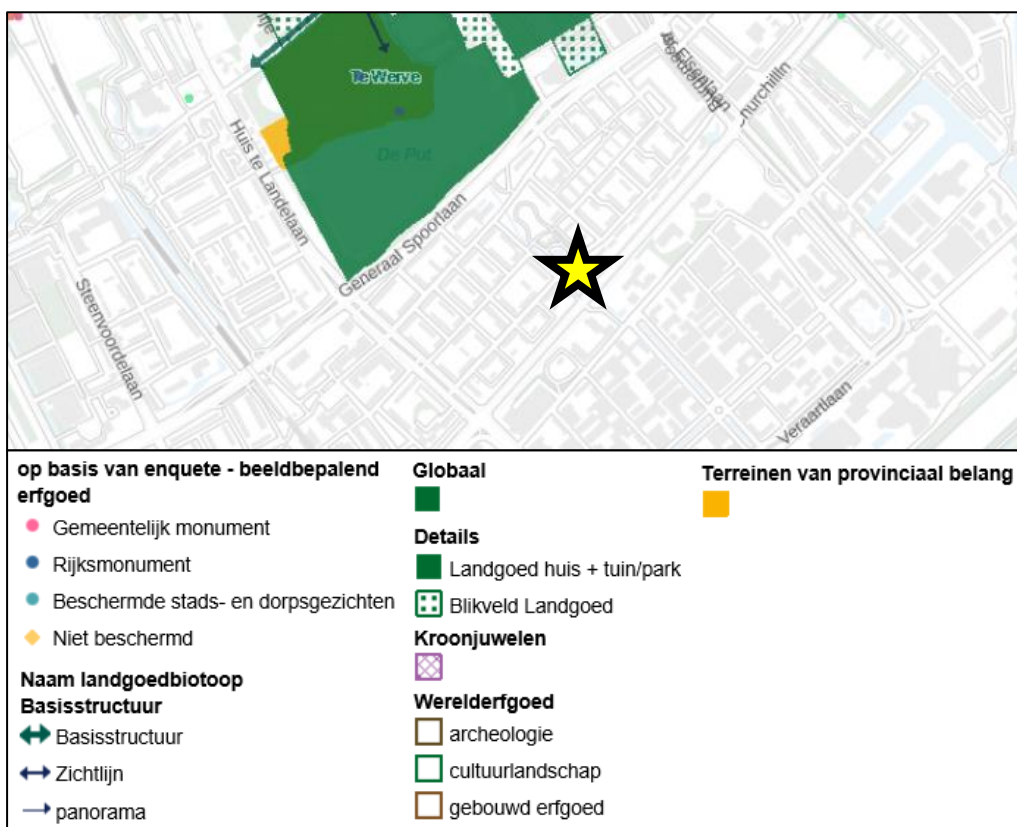 Te Werve
De Put
Huis te Landelaan
Generaal Spoorlaan
Steenvoordelaan
Veraartlaan
op basis van enquete - beeldbepalend
erfgoed
Gemeentelijk monument
Rijksmonument
Beschermde stads- en dorpsgezichten
Niet beschermd
Naam landgoedbiotoop
Basisstructuur
Basisstructuur
Zichtlijn
panorama
Globaal
Details
Landgoed huis + tuin/park
Blikveld Landgoed
Kroonjuwelen
Werelderfgoed
archeologie
cultuurlandschap
gebouwd erfgoed
Terreinen van provinciaal belang